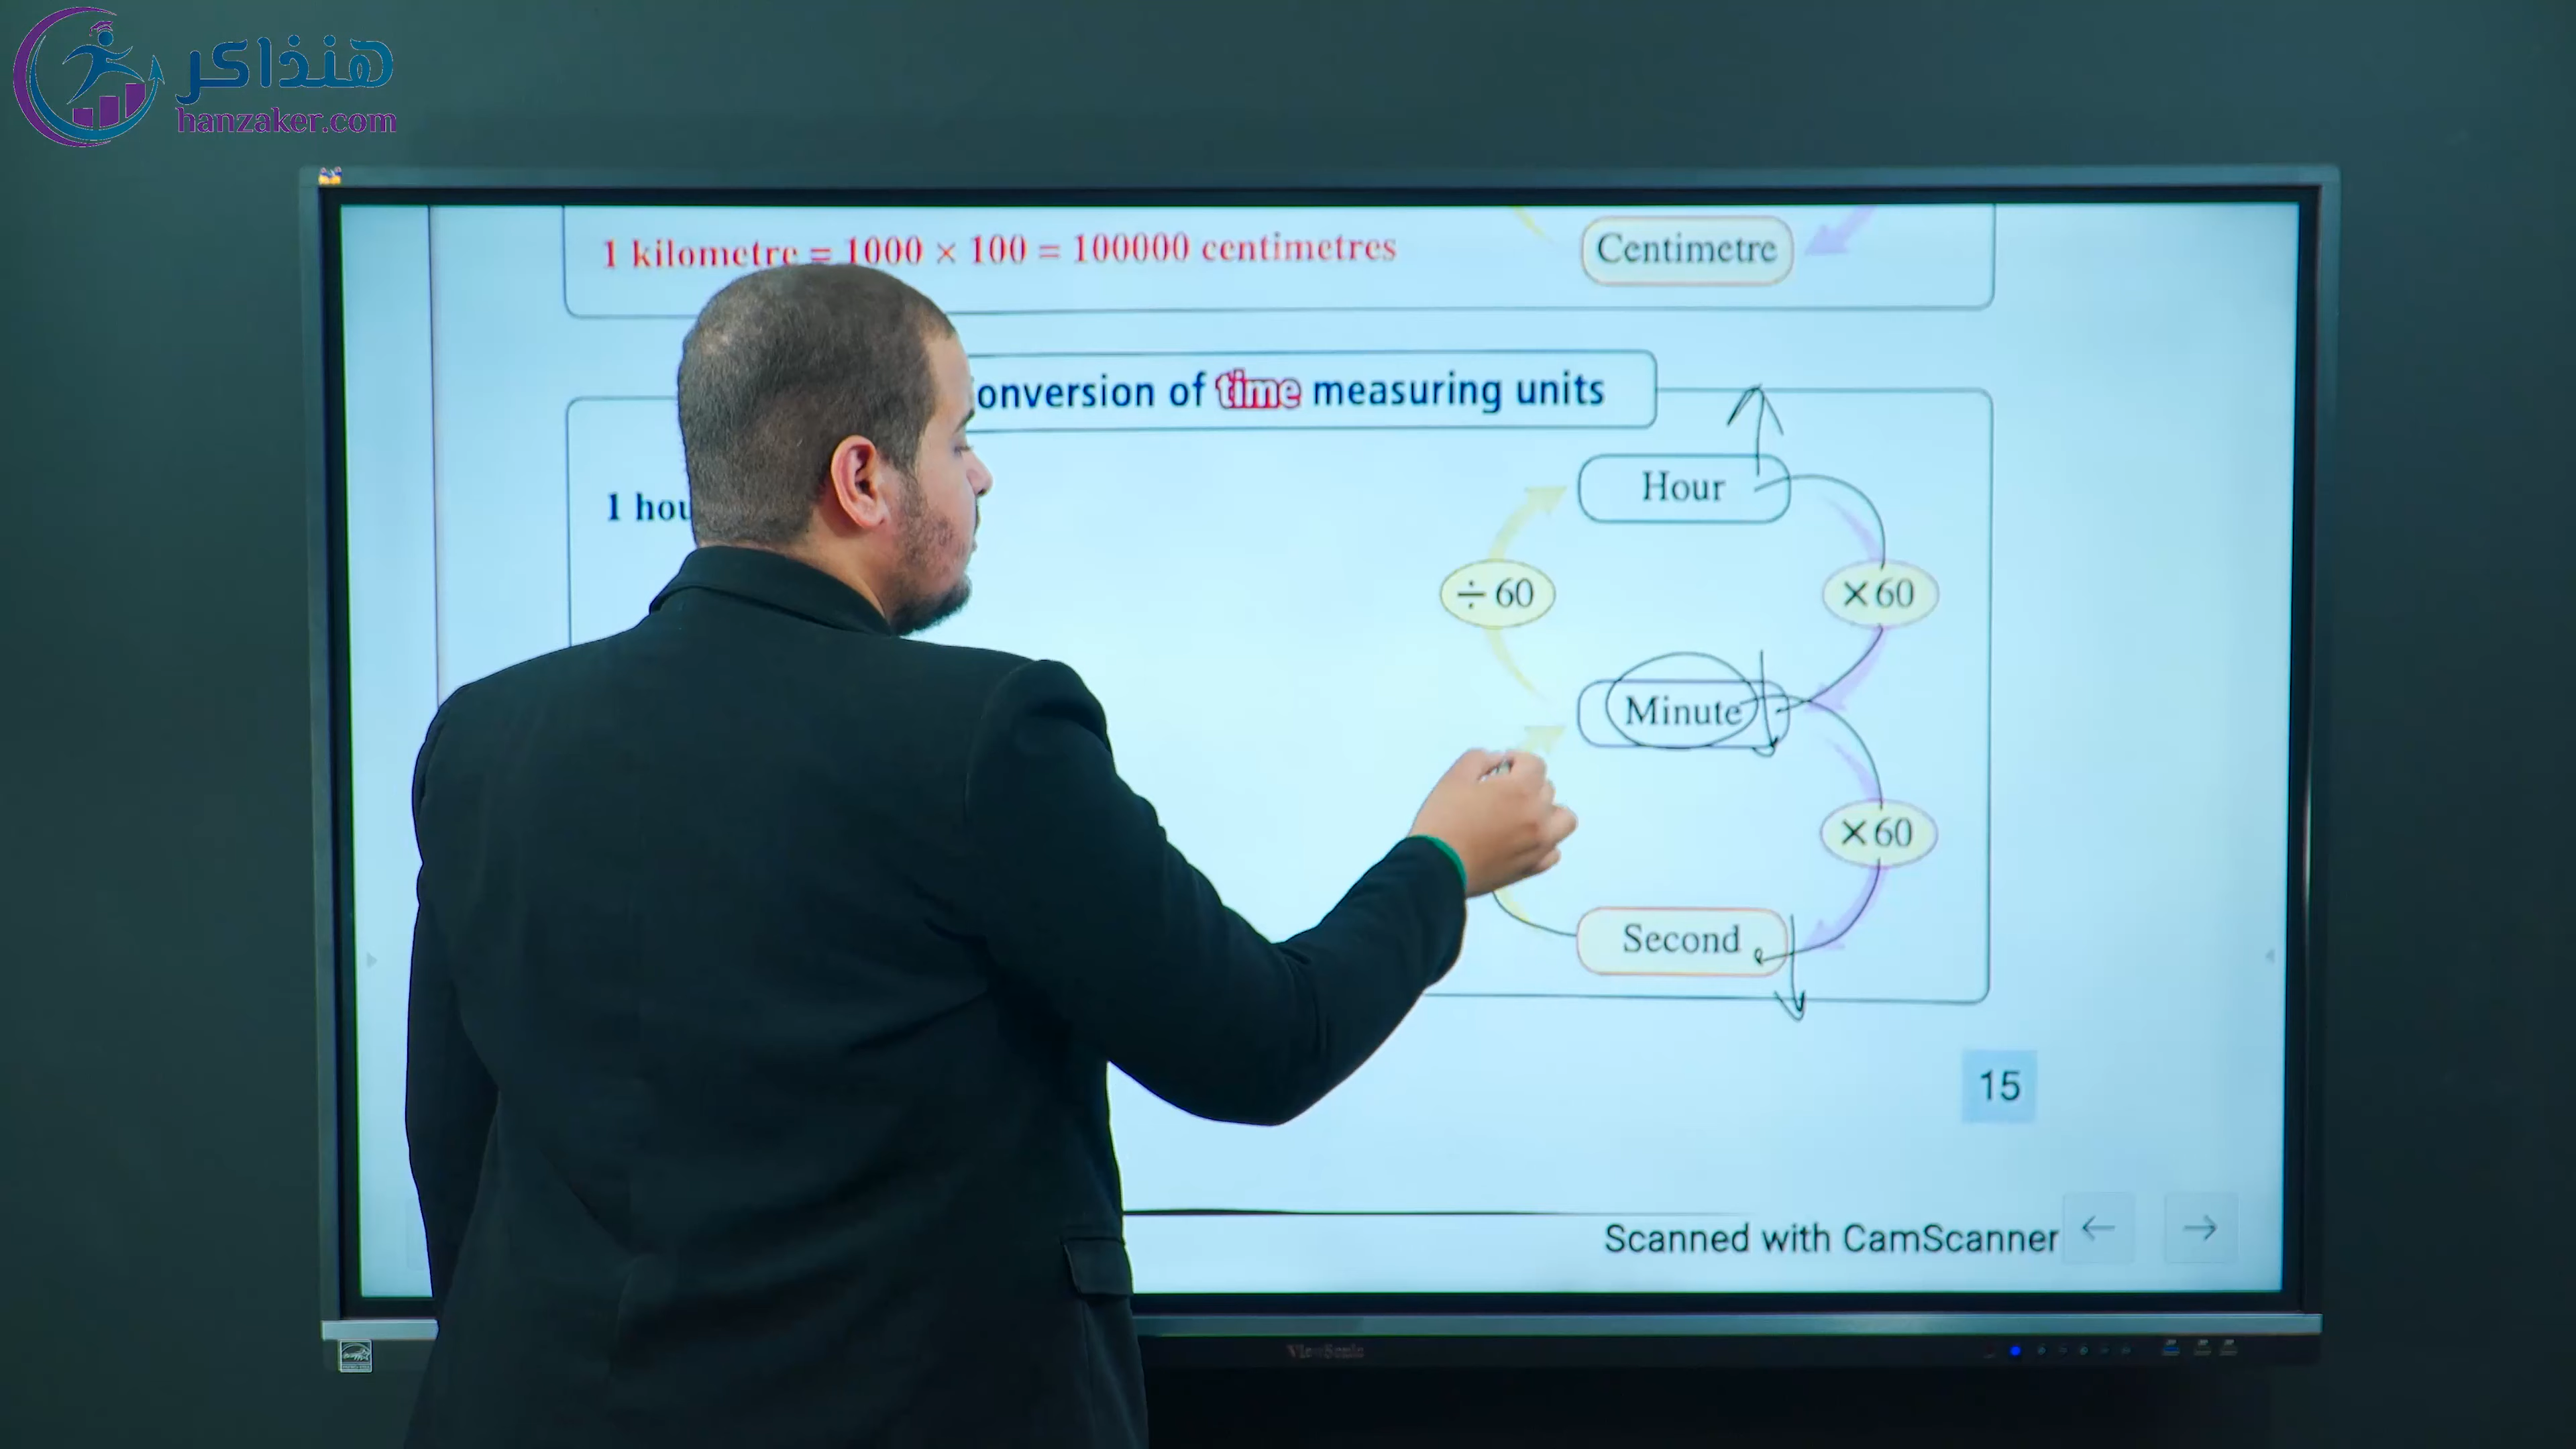 هنذاكر
hanzaker.com
1 kilometre = 1000 × 100 = 100000 centimetres
Centimetre
onversion of time measuring units
1 hou
Hour
÷ 60
×60
Minute
×60
Second
15
Scanned with CamScanner
ViewSonic